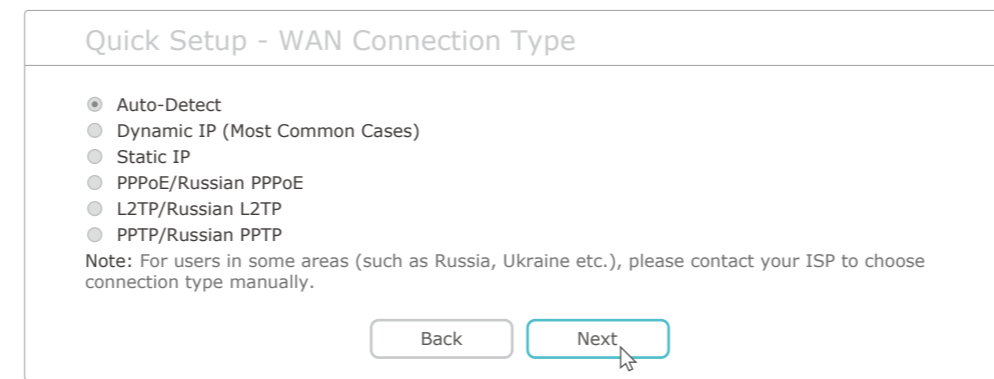 Quick Setup - WAN Connection Type
Auto-Detect
Dynamic IP (Most Common Cases)
Static IP
PPPoE/Russian PPPoE
L2TP/Russian L2TP
PPTP/Russian PPTP
Note: For users in some areas (such as Russia, Ukraine etc.), please contact your ISP to choose
connection type manually.
Back
Next